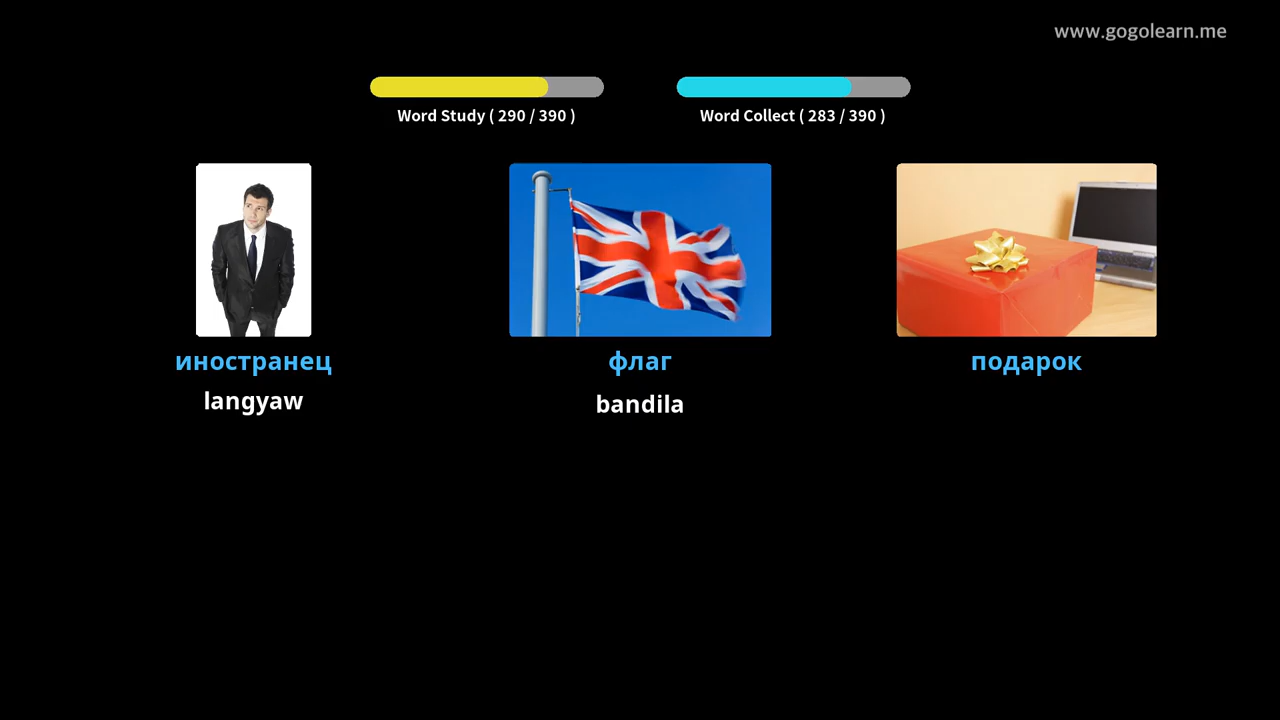 www.gogolearn.me
Word Study ( 290 / 390 )
Word Collect ( 283 / 390 )
иностранец
флаг
подарок
langyaw
bandila